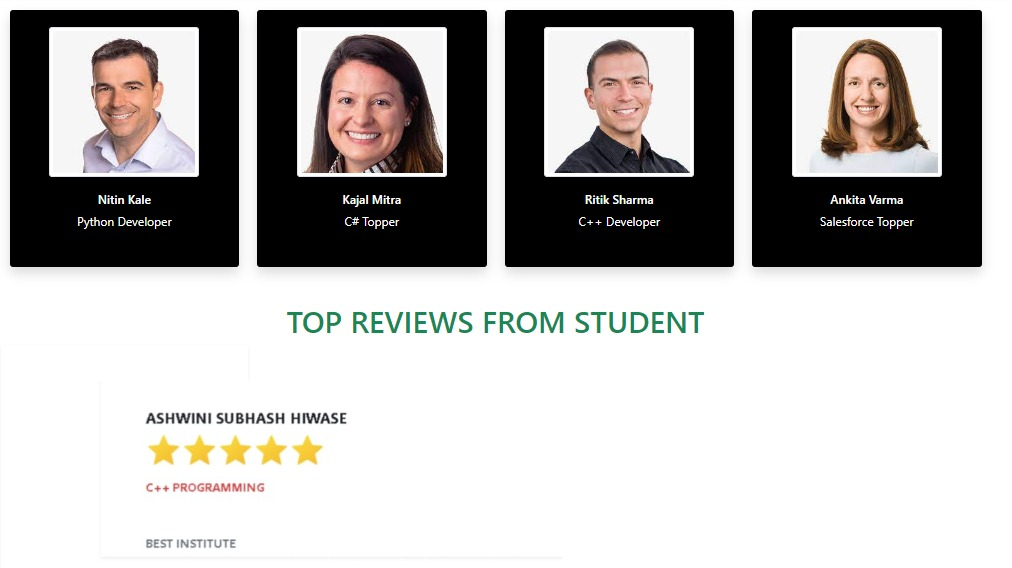 Nitin Kale
Python Developer
Kajal Mitra
C# Topper
Ritik Sharma
C++ Developer
Ankita Varma
Salesforce Topper
TOP REVIEWS FROM STUDENT
ASHWINI SUBHASH HIWASE
C++ PROGRAMMING
BEST INSTITUTE